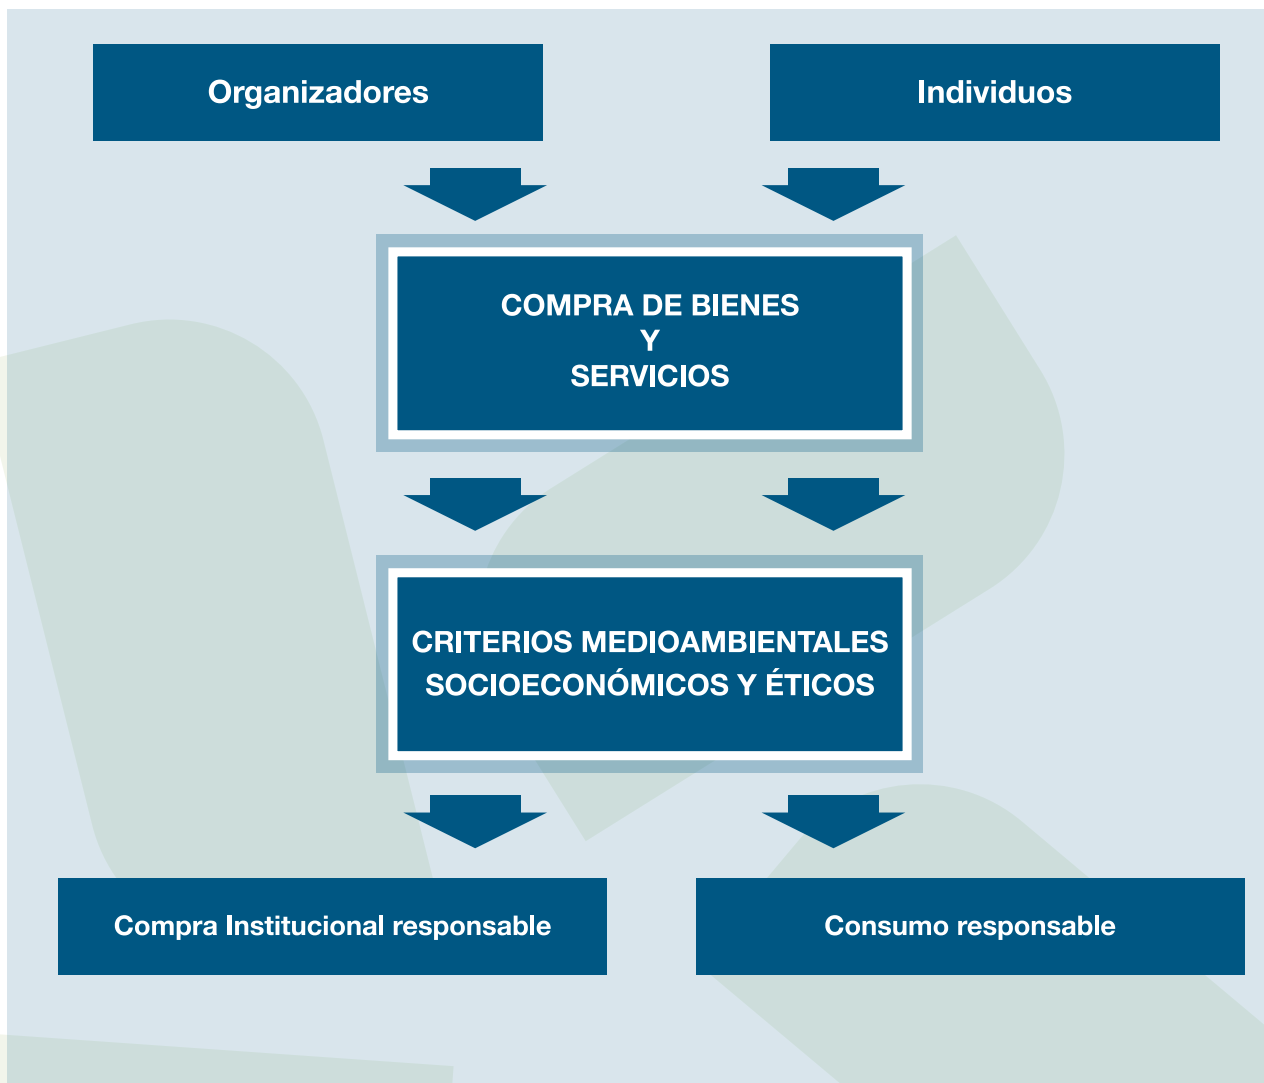 Organizadores
Individuos
COMPRA DE BIENES
Y
SERVICIOS
CRITERIOS MEDIOAMBIENTALES
SOCIOECONÓMICOS Y ÉTICOS
Compra Institucional responsable
Consumo responsable